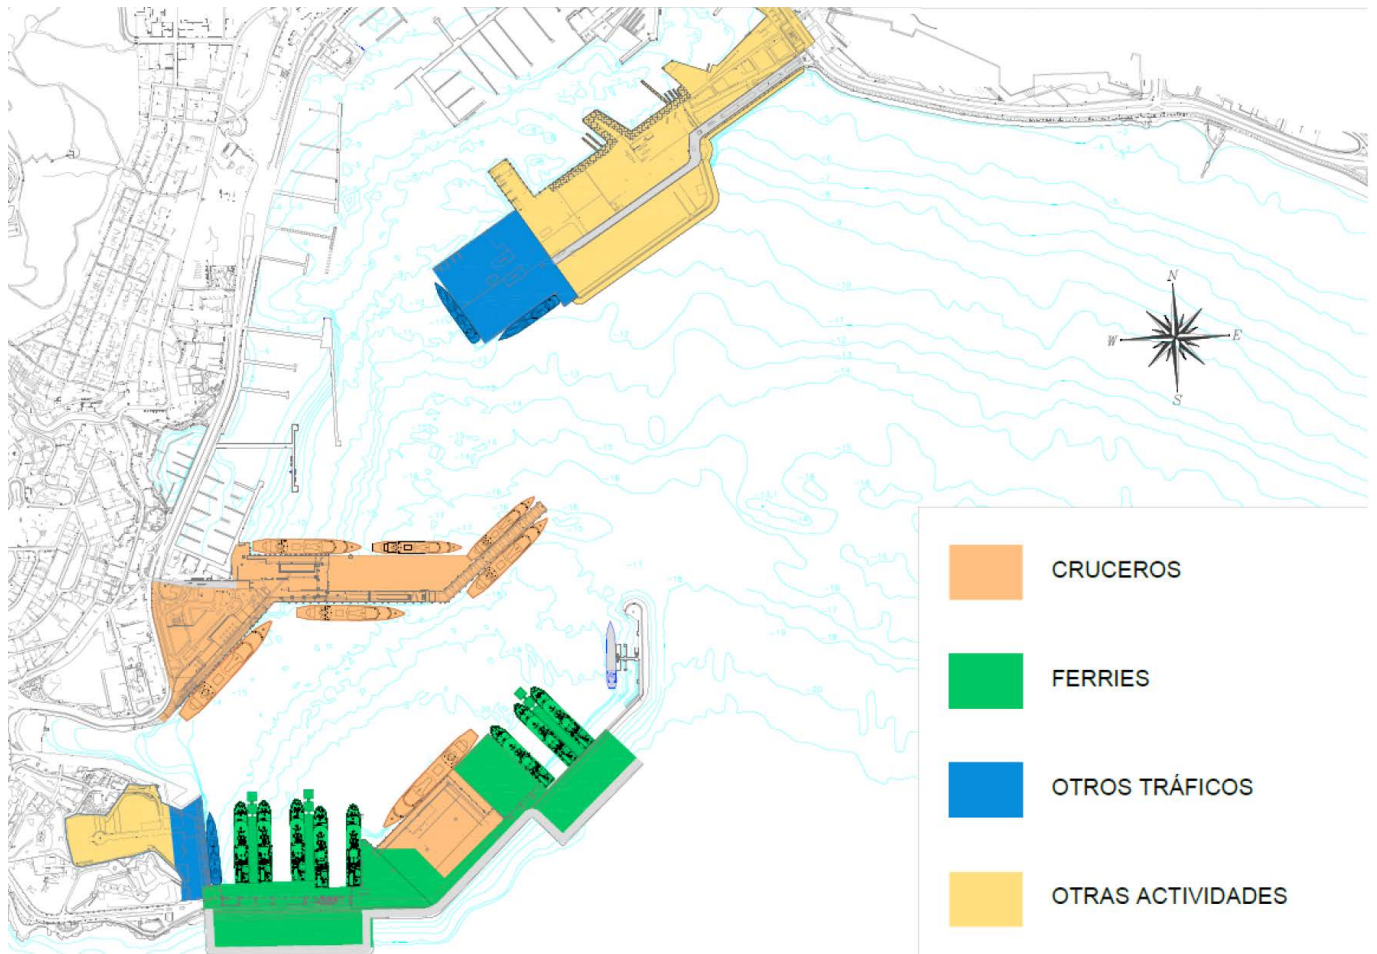 N
W
E
S
CRUCEROS
FERRIES
OTROS TRÁFICOS
OTRAS ACTIVIDADES